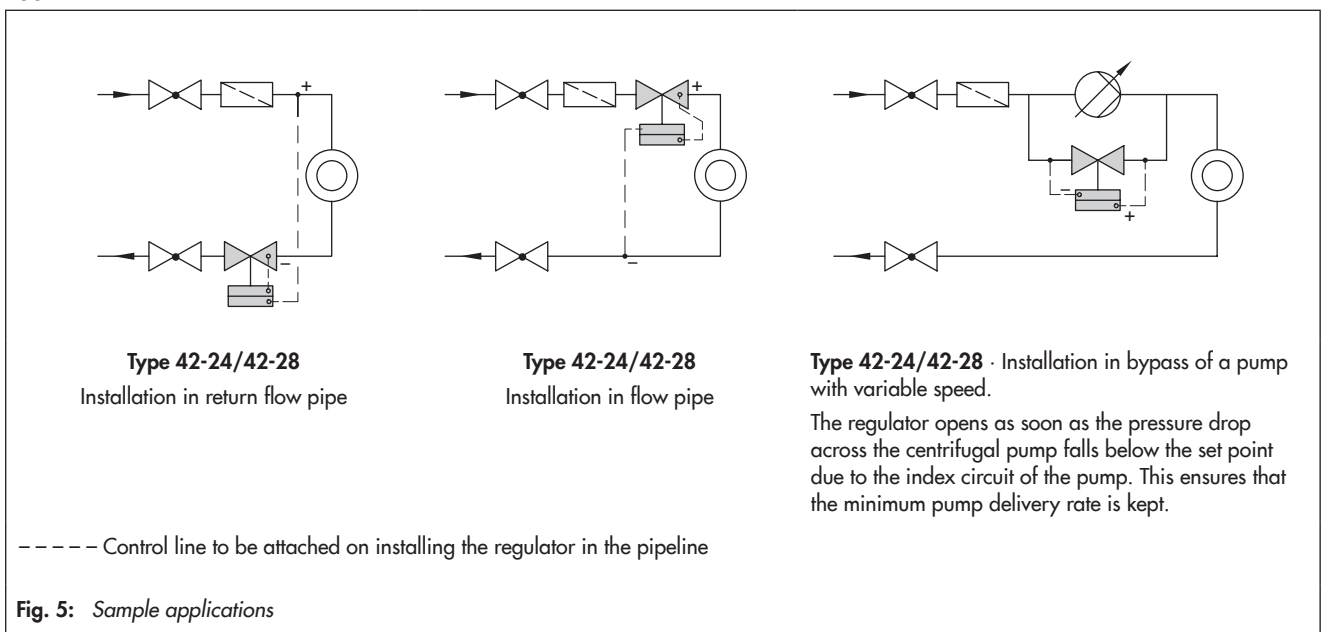 +
–
Type 42-24/42-28
Installation in return flow pipe
+
–
Type 42-24/42-28
Installation in flow pipe
–
+
Type 42-24/42-28 · Installation in bypass of a pump
with variable speed.
The regulator opens as soon as the pressure drop
across the centrifugal pump falls below the set point
due to the index circuit of the pump. This ensures that
the minimum pump delivery rate is kept.
– – – – – Control line to be attached on installing the regulator in the pipeline
Fig. 5: Sample applications